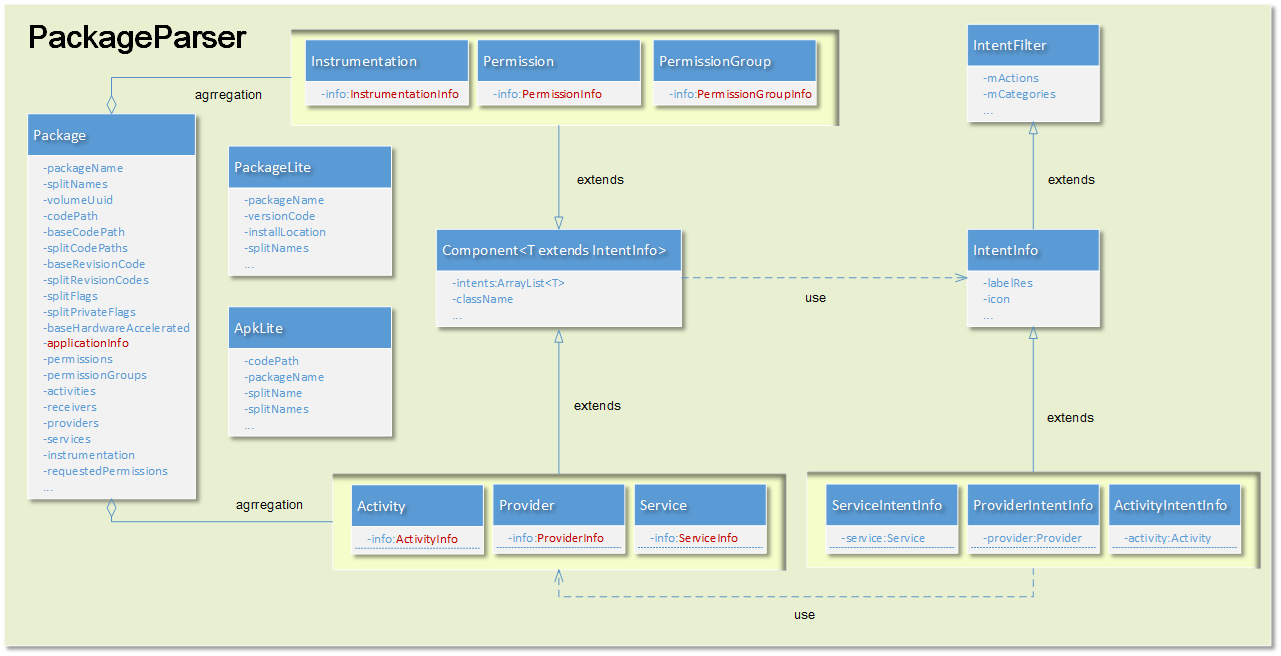 PackageParser
Instrumentation
-info:InstrumentationInfo
Permission
-info:PermissionInfo
PermissionGroup
-info:PermissionGroupInfo
IntentFilter
-mActions
-mCategories
...
agrregation
Package
-packageName
-splitNames
-volumeUuid
-codePath
-baseCodePath
-splitCodePaths
-baseRevisionCode
-splitRevisionCodes
-splitFlags
-splitPrivateFlags
-baseHardwareAccelerated
-applicationInfo
-permissions
-permissionGroups
-activities
-receivers
-providers
-services
-instrumentation
-requestedPermissions
...
PackageLite
-packageName
-versionCode
-installLocation
-splitNames
...
extends
extends
Component<T extends IntentInfo>
-intents:ArrayList<T>
-className
...
use
IntentInfo
-labelRes
-icon
...
ApkLite
-codePath
-packageName
-splitName
-splitNames
...
extends
extends
agrregation
Activity
-info:ActivityInfo
Provider
-info:ProviderInfo
Service
-info:ServiceInfo
ServiceIntentInfo
-service:Service
ProviderIntentInfo
-provider:Provider
ActivityIntentInfo
-activity:Activity
use